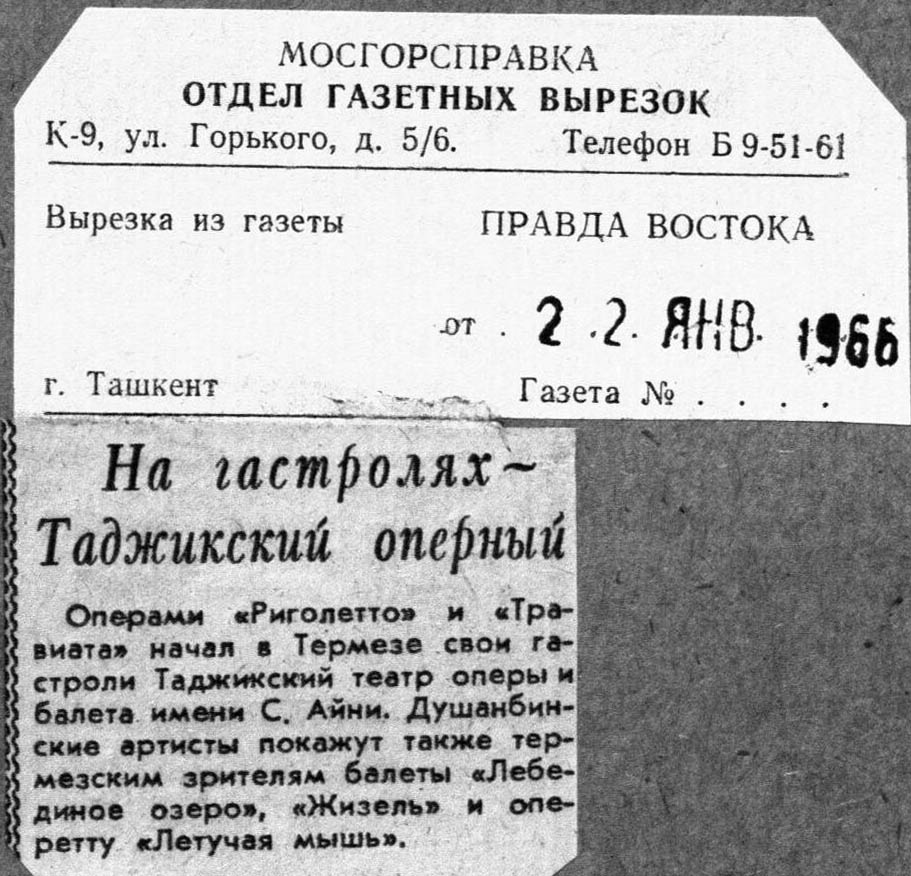 МОСГОРСПРАВКА
ОТДЕЛ ГАЗЕТНЫХ ВЫРЕЗОК
К-9, ул. Горького, д. 5/6. Телефон Б 9-51-61
Вырезка из газеты ПРАВДА ВОСТОКА
от . 2 .2. ЯНВ. 1966
г. Ташкент Газета № . . . .
На гастролях ~
Таджикский оперный
Операми «Риголетто» и «Тра-
виата» начал в Термезе свои га-
строли Таджикский театр оперы и
балета имени С. Айни. Душанбин-
ские артисты покажут также тер-
мезским зрителям балеты «Лебе-
диное озеро», «Жизель» и опе-
ретту «Летучая мышь».